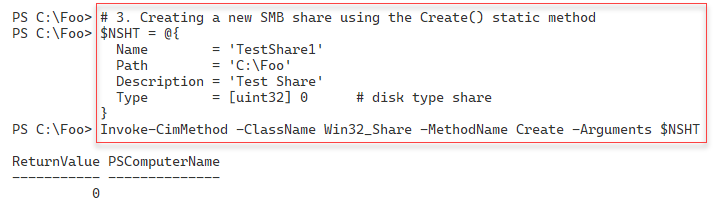 PS C:\Foo> # 3. Creating a new SMB share using the Create() static method
PS C:\Foo> $NSHT = @{
  Name        = 'TestShare1'
  Path        = 'C:\Foo'
  Description = 'Test Share'
  Type        = [uint32] 0      # disk type share
}
PS C:\Foo> Invoke-CimMethod -ClassName Win32_Share -MethodName Create -Arguments $NSHT
ReturnValue PSComputerName
----------- --------------
          0